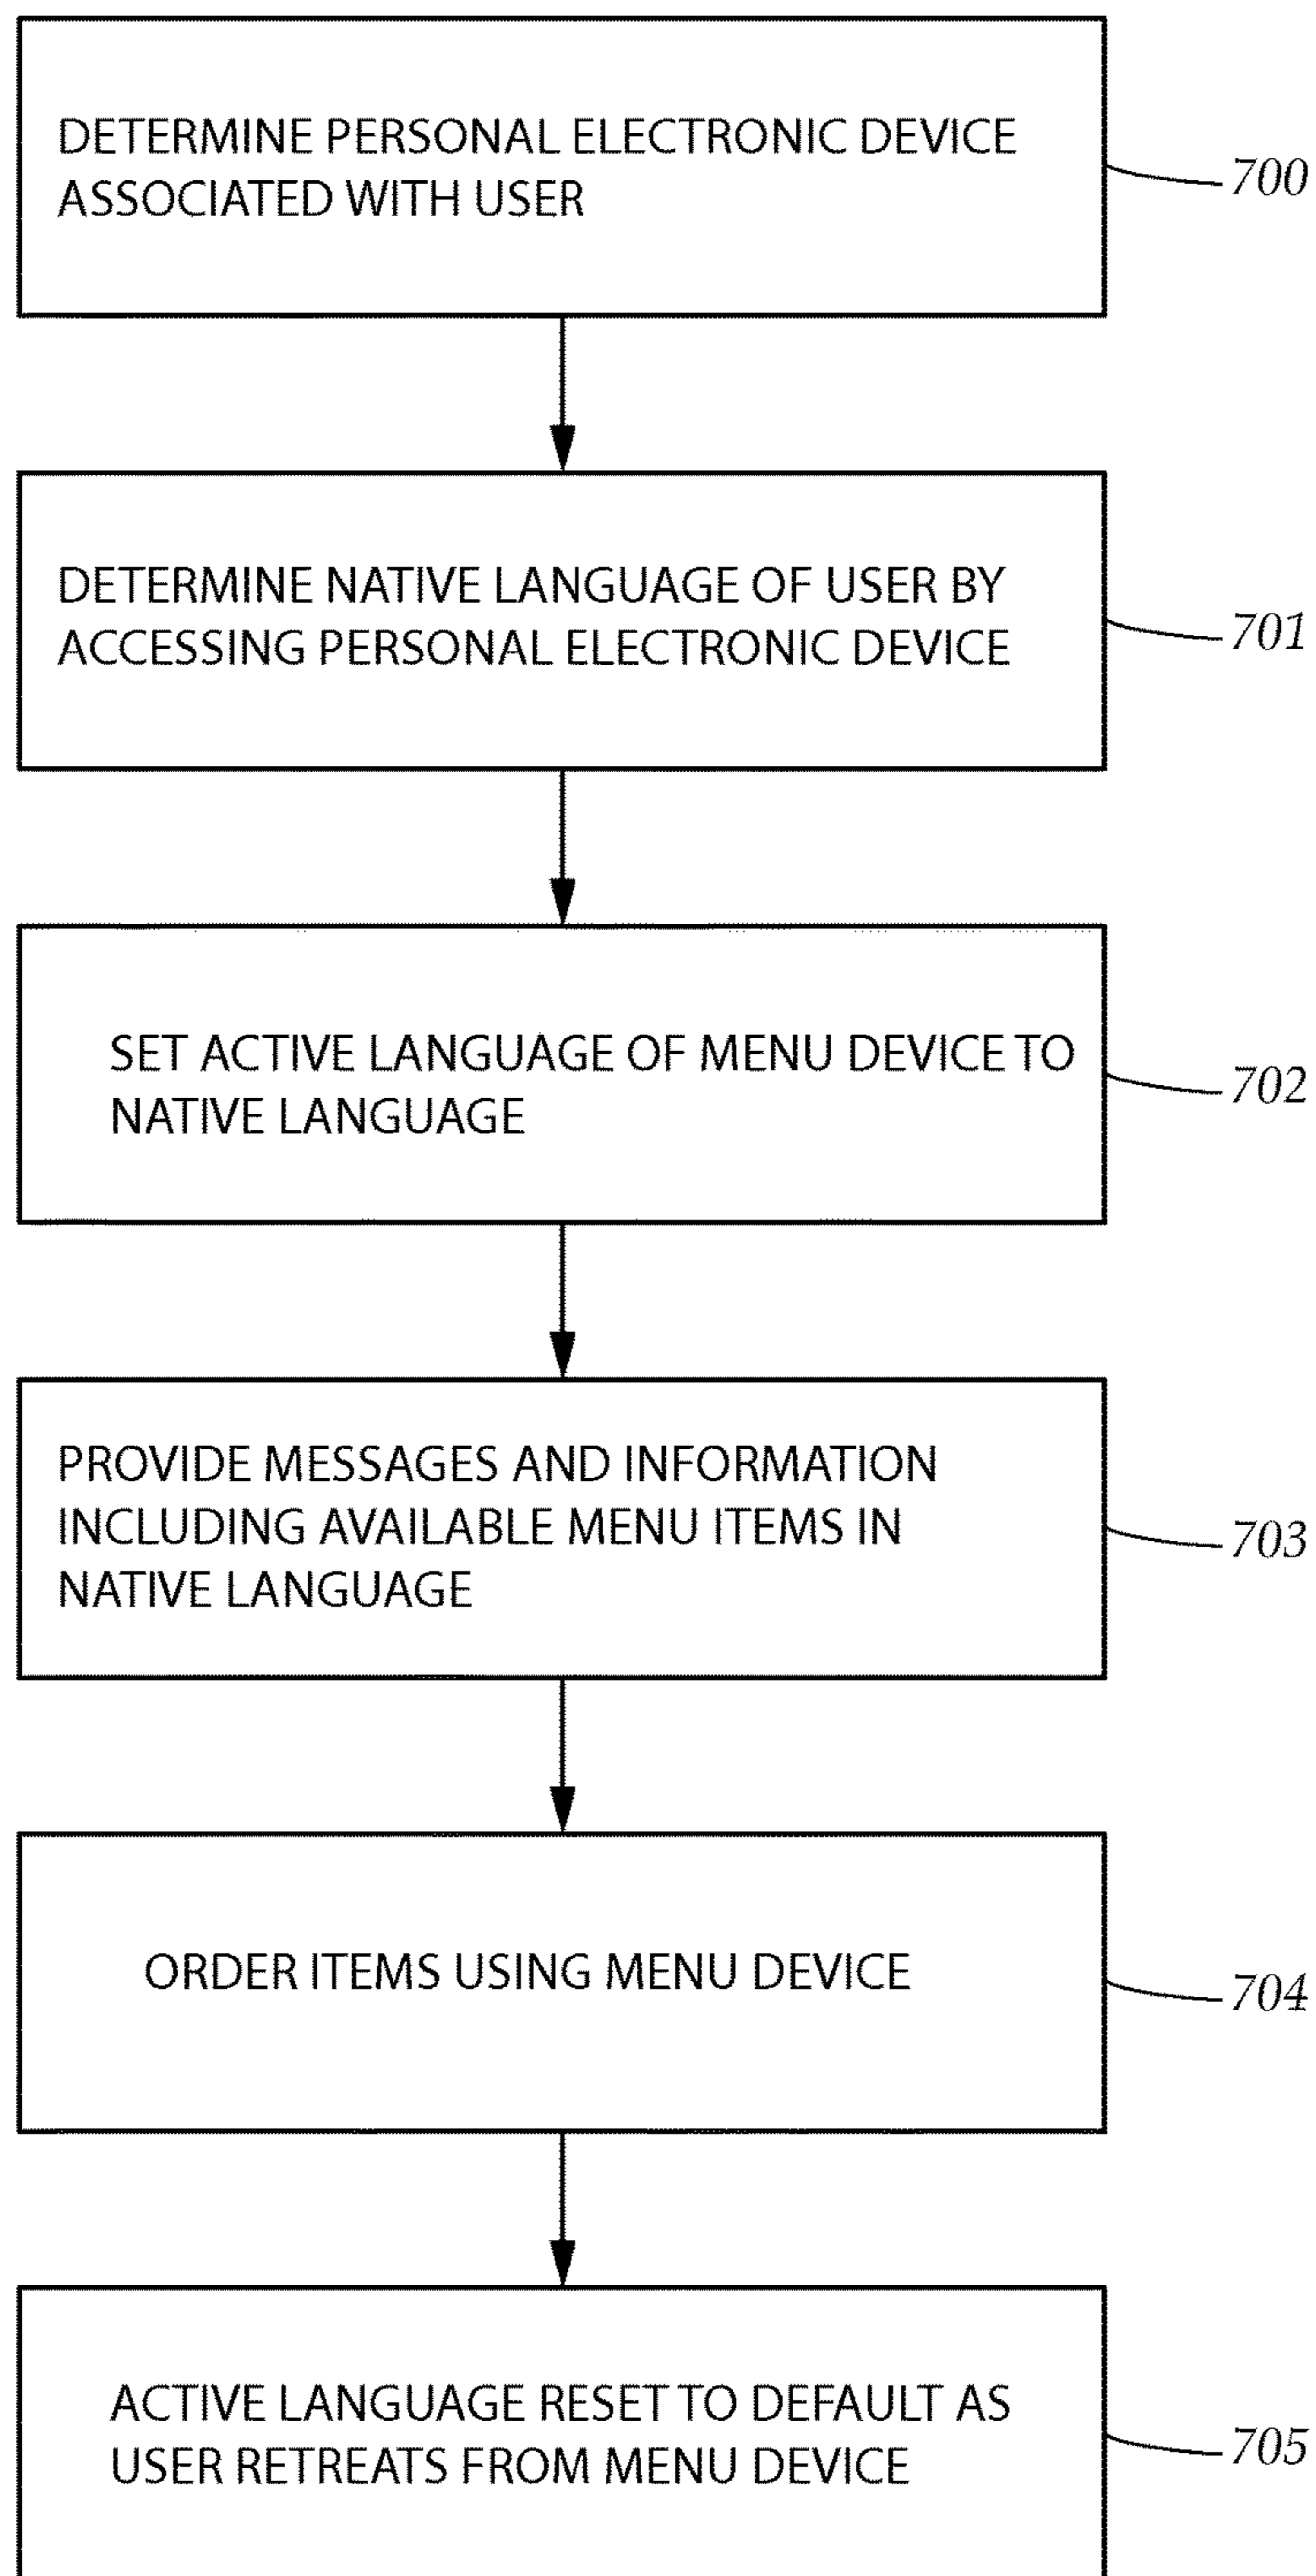 DETERMINE PERSONAL ELECTRONIC DEVICE
ASSOCIATED WITH USER
700
DETERMINE NATIVE LANGUAGE OF USER BY
ACCESSING PERSONAL ELECTRONIC DEVICE
701
SET ACTIVE LANGUAGE OF MENU DEVICE TO
NATIVE LANGUAGE
702
PROVIDE MESSAGES AND INFORMATION
INCLUDING AVAILABLE MENU ITEMS IN
NATIVE LANGUAGE
703
ORDER ITEMS USING MENU DEVICE
704
ACTIVE LANGUAGE RESET TO DEFAULT AS
USER RETREATS FROM MENU DEVICE
705